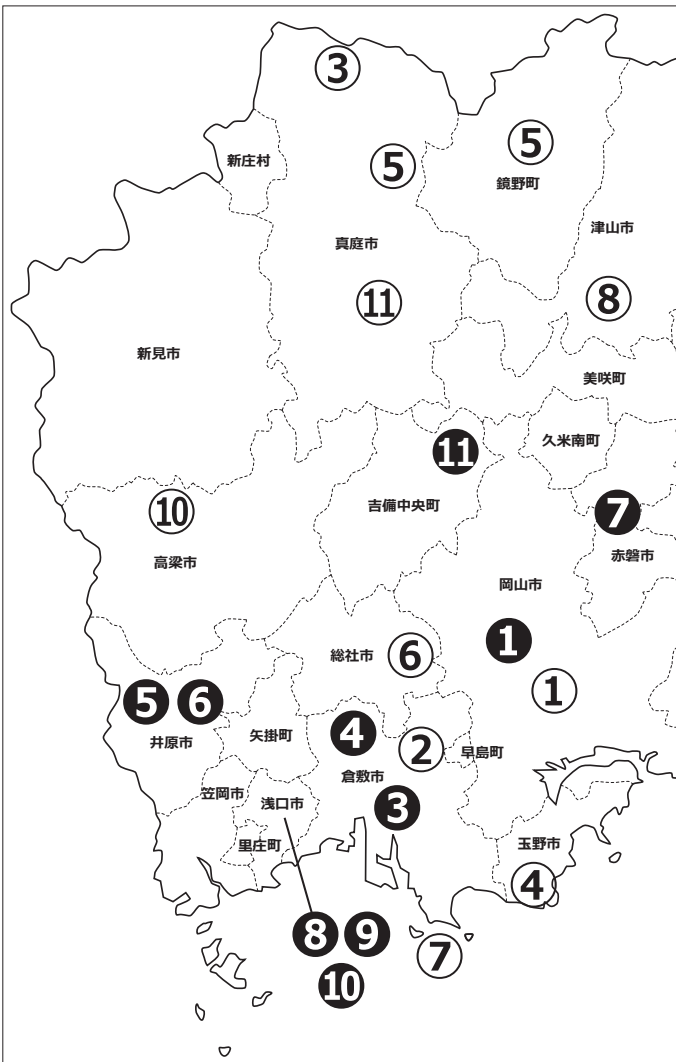 ③
新庄村
⑤
⑤
鏡野町
真庭市
津山市
⑪
⑧
新見市
美咲町
久米南町
⓫
⑩
吉備中央町
❼
高梁市
赤磐市
岡山市
❶
総社市
⑥
①
❺ ❻
矢掛町
❹
②
早島町
井原市
倉敷市
笠岡市
浅口市
❸
里庄町
玉野市
④
❽ ❾
⑦
❿